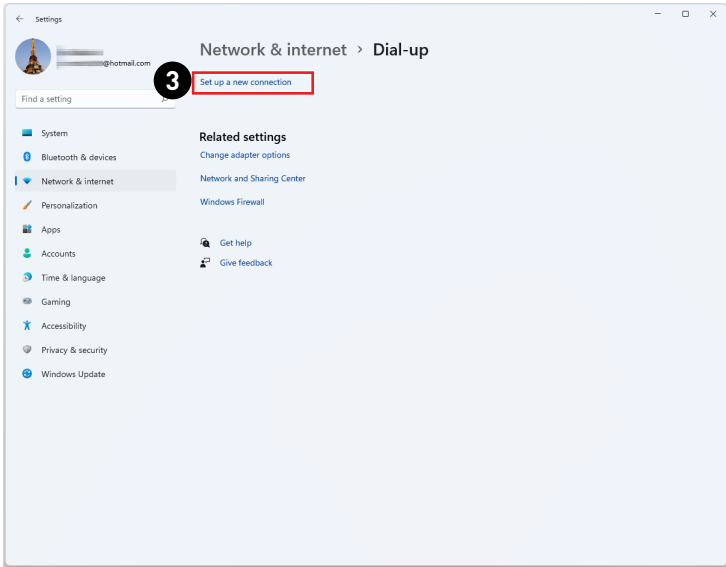 Settings
@hotmail.com
Find a setting
System
Bluetooth & devices
Network & internet
Personalization
Apps
Accounts
Time & language
Gaming
Accessibility
Privacy & security
Windows Update
Network & internet > Dial-up
3
Set up a new connection
Related settings
Change adapter options
Network and Sharing Center
Windows Firewall
Get help
Give feedback